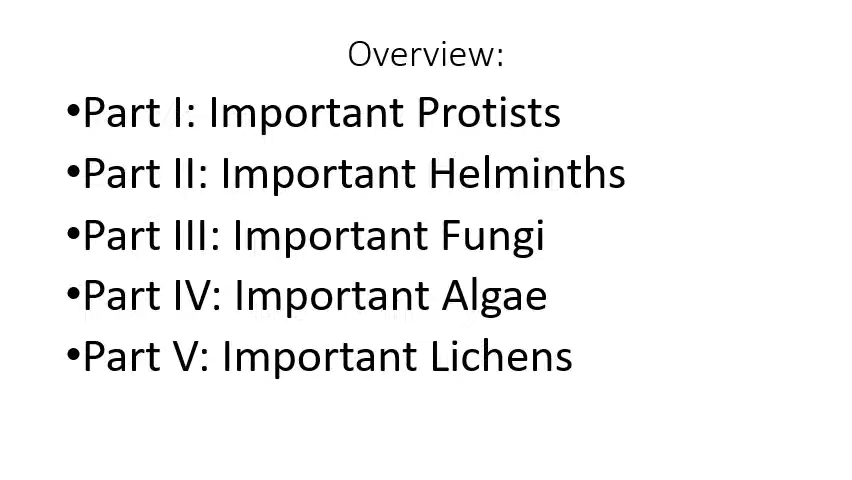 Overview:
•Part I: Important Protists
•Part II: Important Helminths
•Part III: Important Fungi
•Part IV: Important Algae
•Part V: Important Lichens